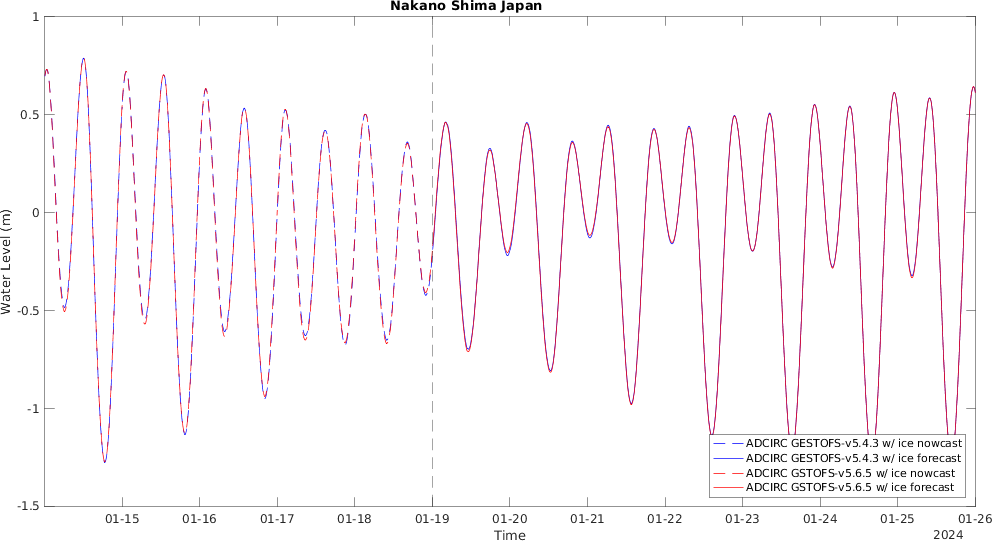 Nakano Shima Japan
1
0.5
0
-0.5
-1
-1.5
Water Level (m)
ADCIRC GESTOFS-v5.4.3 w/ ice nowcast
ADCIRC GESTOFS-v5.4.3 w/ ice forecast
ADCIRC GSTOFS-v5.6.5 w/ ice nowcast
ADCIRC GSTOFS-v5.6.5 w/ ice forecast
01-15 01-16 01-17 01-18 01-19 01-20 01-21 01-22 01-23 01-24 01-25 01-26
Time
2024